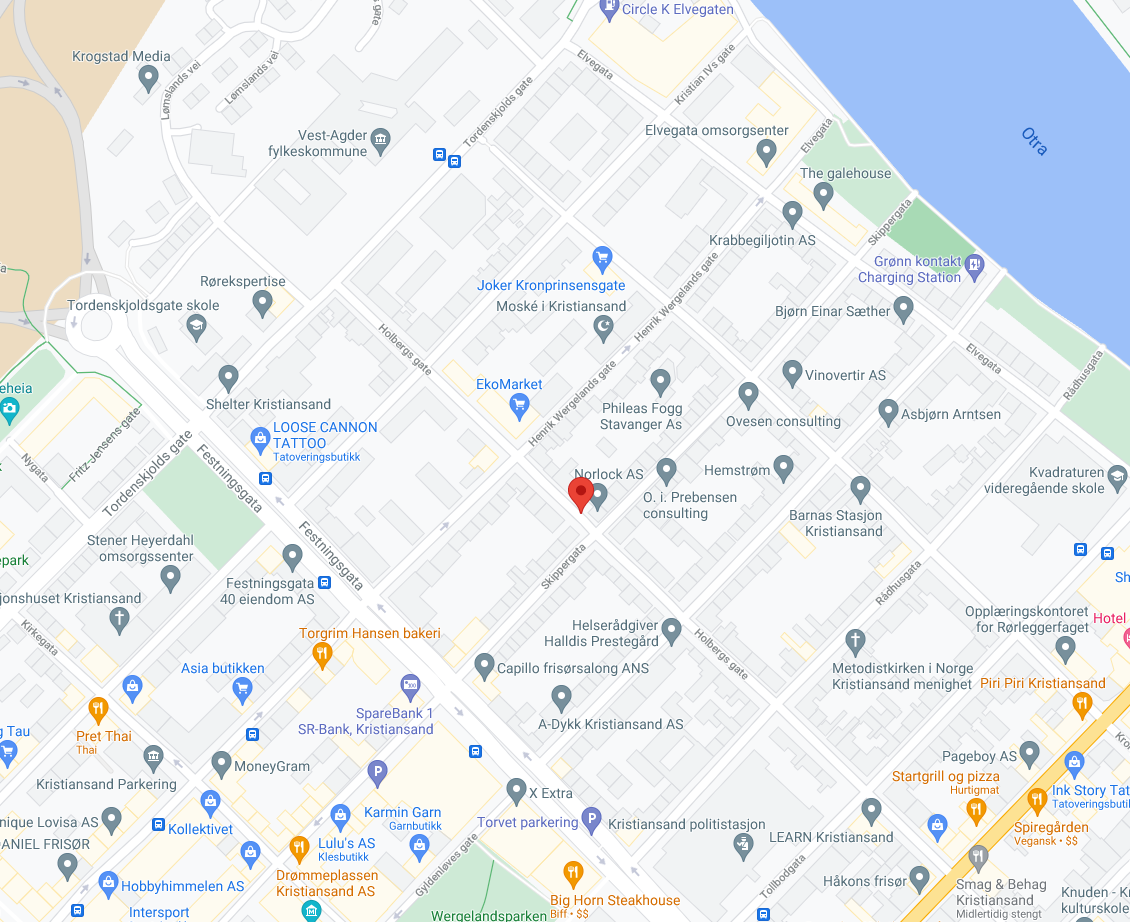 Circle K Elvegaten
gate
Krogstad Media
Lømslands vei
Lømslands vei
Elvegata
Kristian IVs gate
Tordenskjolds gate
Vest-Agder
fylkeskommune
Elvegata omsorgsenter
Elvegata
Otra
The galehouse
Skippergata
Krabbegiljotin AS
Grønn kontakt
Charging Station
Rørekspertise
Joker Kronprinsensgate
Henrik Wergelands gate
Tordenskjoldsgate skole
Moské i Kristiansand
Bjørn Einar Sæther
Holbergs gate
Elvegata
Rådhusgata
Shelter Kristiansand
EkoMarket
Henrik Wergelands gate
Vinovertir AS
eheia
Phileas Fogg
Stavanger As
Ovesen consulting
Asbjørn Arntsen
LOOSE CANNON
TATTOO
Tatoveringsbutikk
Fritz Jensens gate
Nygata
Tordenskjolds gate
Festningsgata
Norlock AS
Hemstrøm
Kvadraturen
videregående skole
O. i. Prebensen
consulting
Barnas Stasjon
Kristiansand
Festningsgata
Stener Heyerdahl
omsorgssenter
epark
Skippergata
Festningsgata
40 eiendom AS
Rådhusgata
Sh
jonshuset Kristiansand
Kirkegata
Opplæringskontoret
for Rørleggerfaget
Hotel
Helserådgiver
Halldis Prestegård
Holbergs gate
Torgrim Hansen bakeri
Asia butikken
Capillo frisørsalong ANS
Metodistkirken i Norge
Kristiansand menighet
Piri Piri Kristiansand
SpareBank 1
SR-Bank, Kristiansand
A-Dykk Kristiansand AS
g Tau
Pret Thai
Thai
Kro
MoneyGram
Kristiansand Parkering
Pageboy AS
Startgrill og pizza
Hurtigmat
Ink Story Tat
Tatoveringsbutik
X Extra
Karmin Garn
Garnbutikk
Torvet parkering
Kristiansand politistasjon
nique Lovisa AS
Kollektivet
LEARN Kristiansand
Spiregården
Vegansk • $$
DANIEL FRISØR
Lulu's AS
Klesbutikk
Gyldenløves gate
Tollbodgata
Drømmeplassen
Kristiansand AS
Hobbyhimmelen AS
Håkons frisør
Smag & Behag
Kristiansand
Midlertidig stengt
Big Horn Steakhouse
Biff • $$
Knuden - K
kulturskole
Intersport
Wergelandsparken